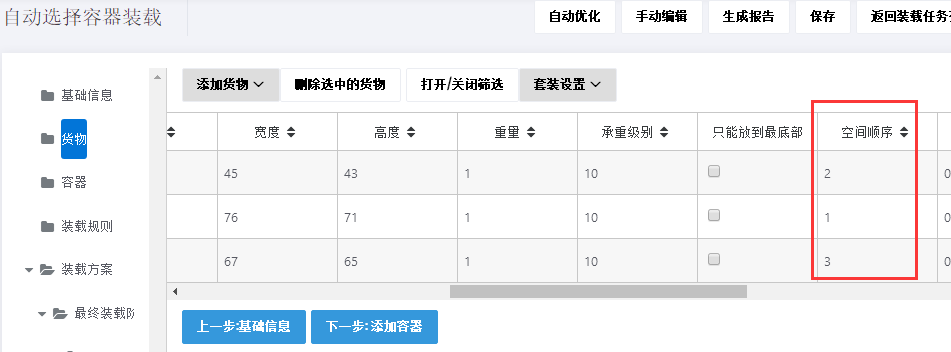 自动选择容器装载
自动优化 手动编辑 生成报告 保存 返回装载任务
基础信息
货物
容器
装载规则
装载方案
最终装载阶
添加货物 删除选中的货物 打开/关闭筛选 套装设置
宽度 高度 重量 承重级别 只能放到最底部 空间顺序
45 43 1 10 2 0
76 71 1 10 1 0
67 65 1 10 3 0
上一步:基础信息 下一步: 添加容器